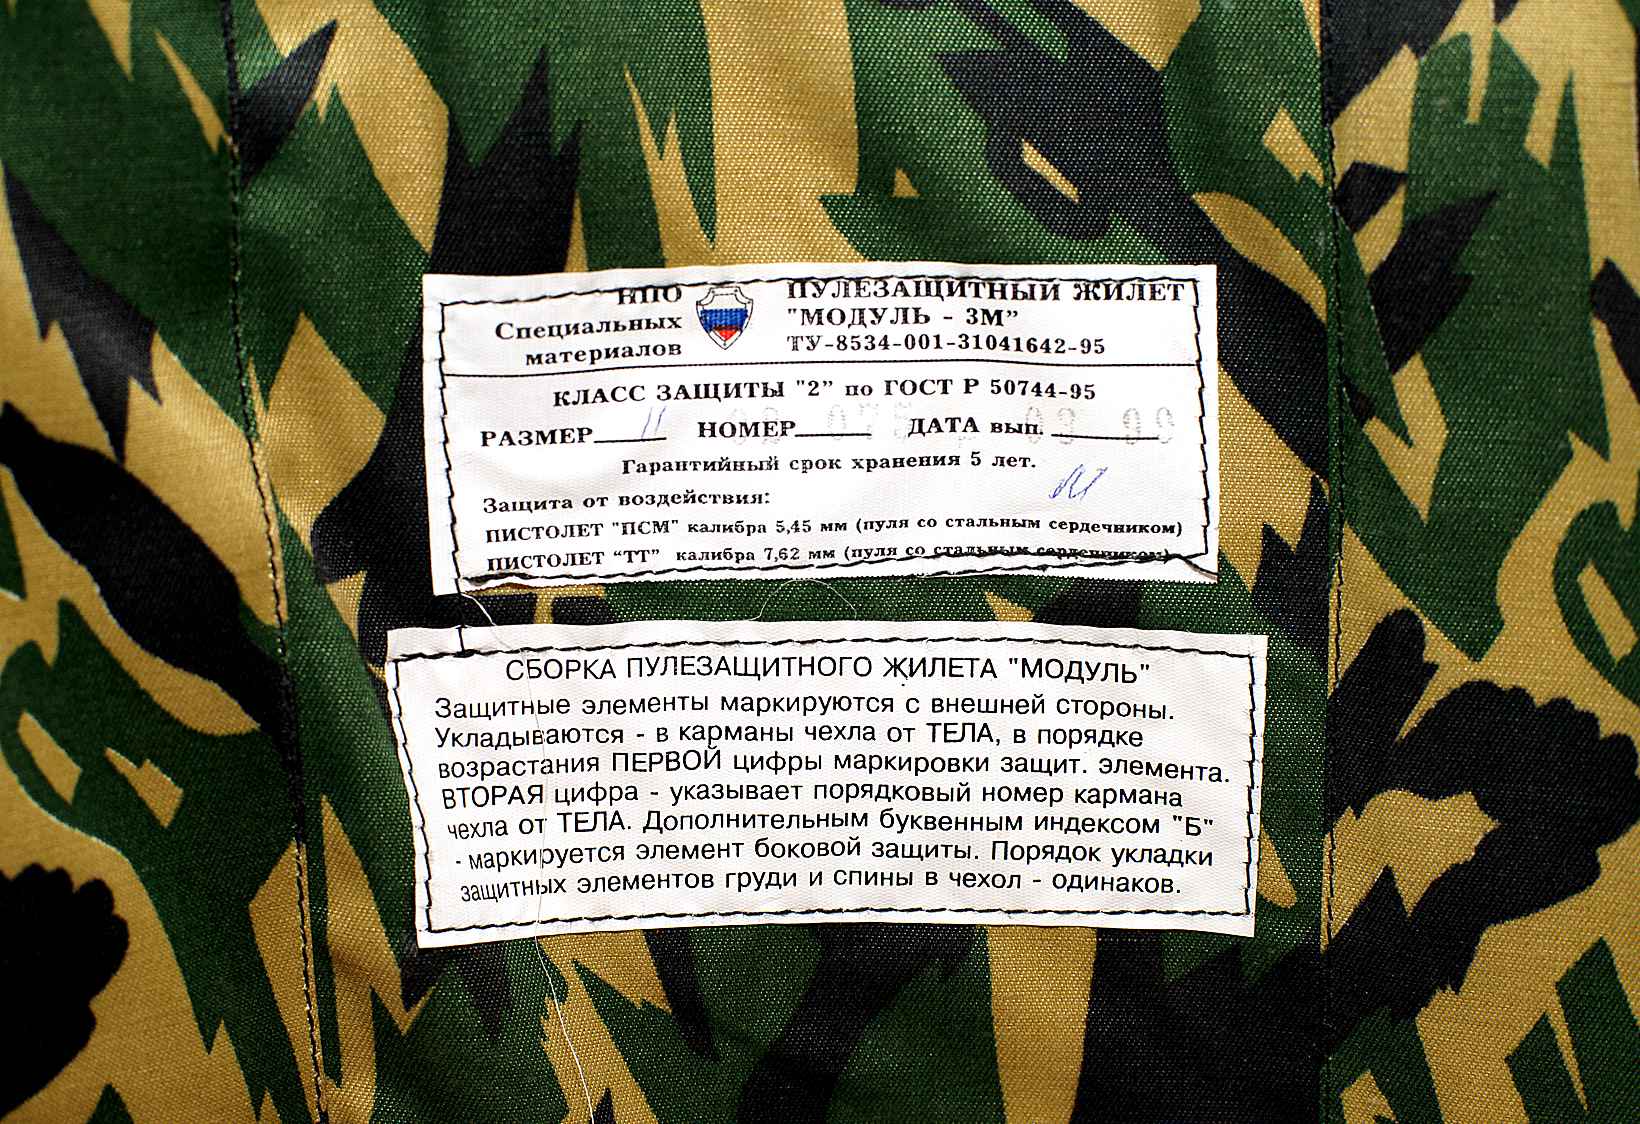 НПО
Специальных
материалов
ПУЛЕЗАЩИТНЫЙ ЖИЛЕТ
"МОДУЛЬ - 3М”
ТУ-8534-001-31041642-95
КЛАСС ЗАЩИТЫ "2” по ГОСТ Р 50744-95
РАЗМЕР II НОМЕР ДАТА вып.
Гарантийный срок хранения 5 лет.
Защита от воздействия:
ПИСТОЛЕТ "ПСМ" калибра 5,45 мм (пуля со стальным сердечником)
ПИСТОЛЕТ “ТТ” калибра 7,62 мм (пуля со стальным сердечником)
СБОРКА ПУЛЕЗАЩИТНОГО ЖИЛЕТА "МОДУЛЬ"
Защитные элементы маркируются с внешней стороны.
Укладываются - в карманы чехла от ТЕЛА, в порядке
возрастания ПЕРВОЙ цифры маркировки защит. элемента.
ВТОРАЯ цифра - указывает порядковый номер кармана
чехла от ТЕЛА. Дополнительным буквенным индексом "Б"
- маркируется элемент боковой защиты. Порядок укладки
защитных элементов груди и спины в чехол - одинаков.